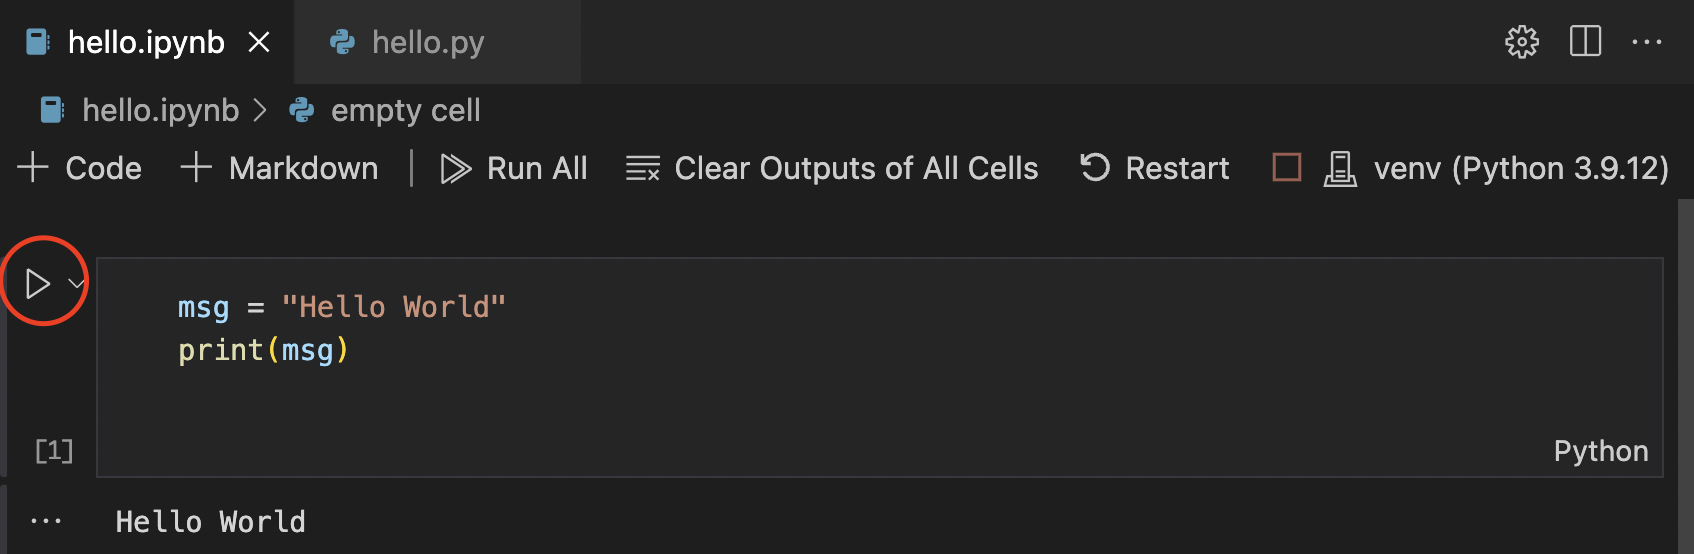 hello.ipynb hello.py
hello.ipynb > empty cell
+ Code + Markdown | Run All Clear Outputs of All Cells Restart venv (Python 3.9.12)
msg = "Hello World"
print(msg)
[1] Python
... Hello World